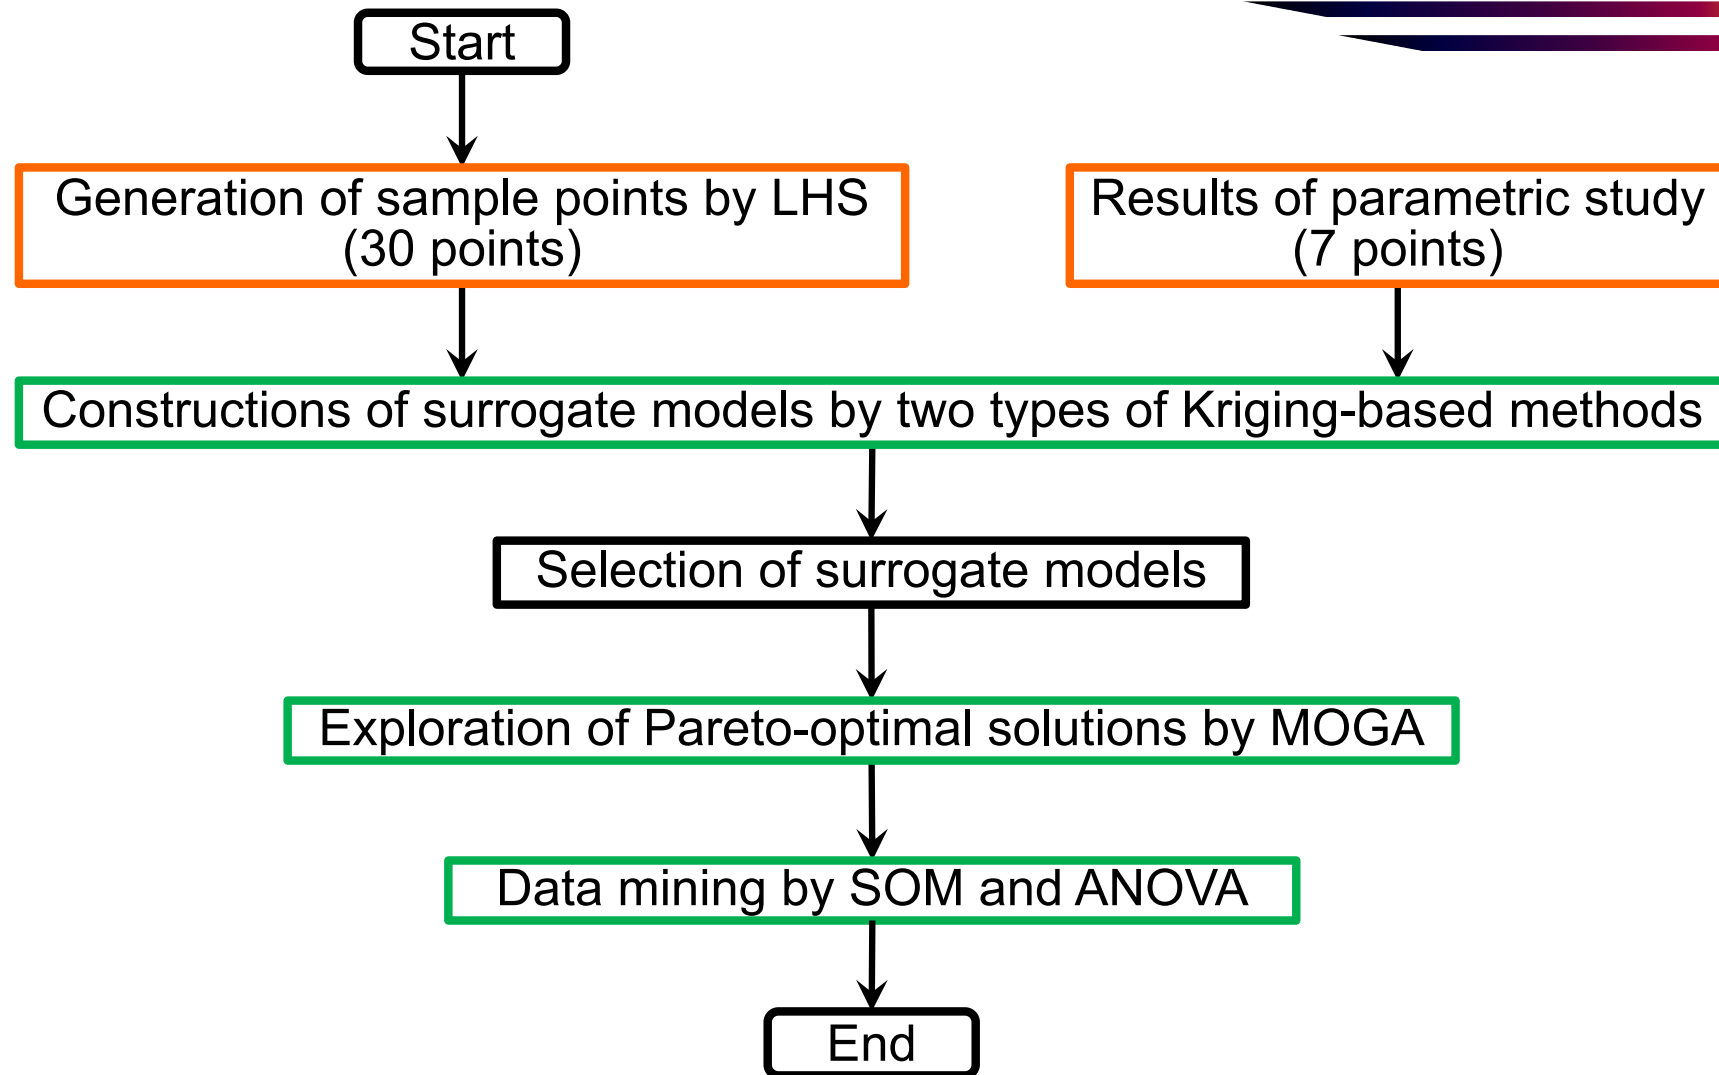 Start
Generation of sample points by LHS
(30 points)
Results of parametric study
(7 points)
Constructions of surrogate models by two types of Kriging-based methods
Selection of surrogate models
Exploration of Pareto-optimal solutions by MOGA
Data mining by SOM and ANOVA
End